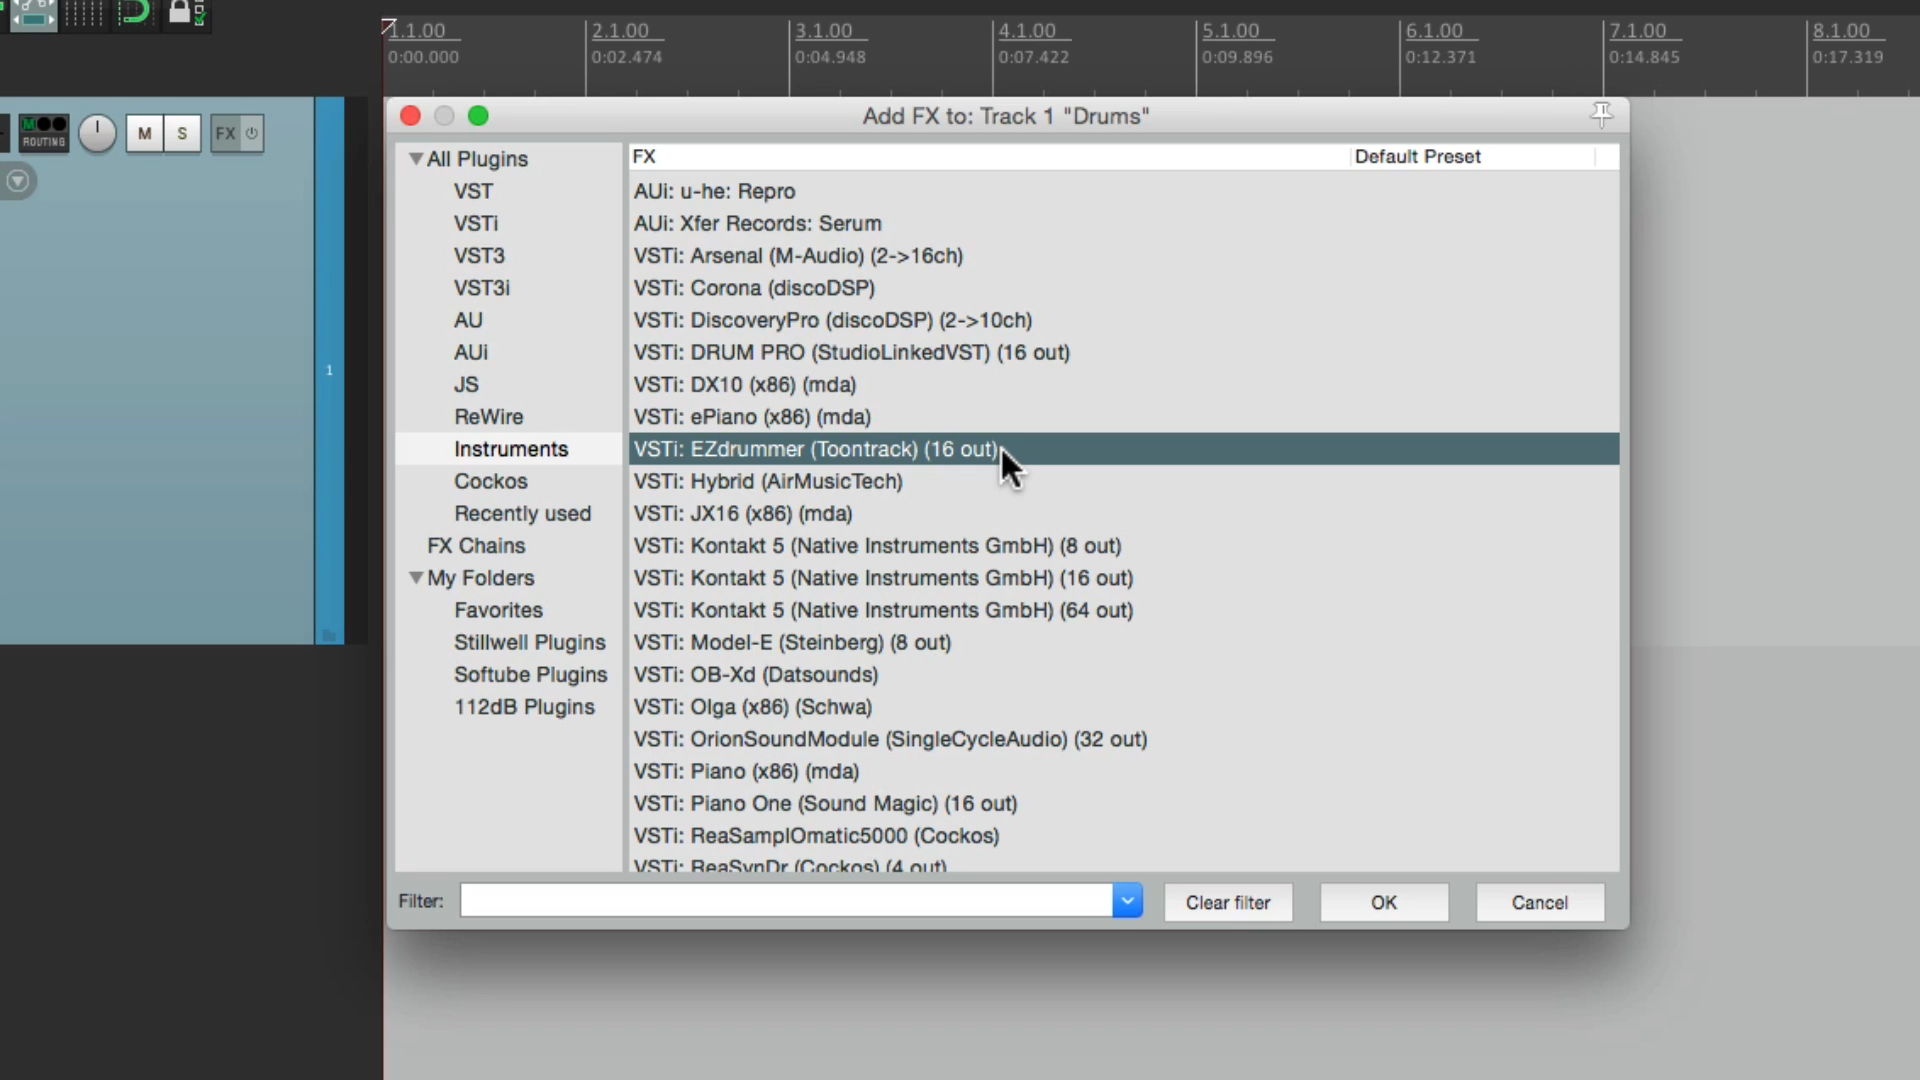 1.1.00 2.1.00 3.1.00 4.1.00 5.1.00 6.1.00 7.1.00 8.1.00
0:00.000 0:02.474 0:04.948 0:07.422 0:09.896 0:12.371 0:14.845 0:17.319
M
ROUTING M S FX
1
Add FX to: Track 1 "Drums"
All Plugins
VST
VSTi
VST3
VST3i
AU
AUi
JS
ReWire
Instruments
Cockos
Recently used
FX Chains
My Folders
Favorites
Stillwell Plugins
Softube Plugins
112dB Plugins
FX Default Preset
AUi: u-he: Repro
AUi: Xfer Records: Serum
VSTi: Arsenal (M-Audio) (2->16ch)
VSTi: Corona (discoDSP)
VSTi: DiscoveryPro (discoDSP) (2->10ch)
VSTi: DRUM PRO (StudioLinkedVST) (16 out)
VSTi: DX10 (x86) (mda)
VSTi: ePiano (x86) (mda)
VSTi: EZdrummer (Toontrack) (16 out)
VSTi: Hybrid (AirMusicTech)
VSTi: JX16 (x86) (mda)
VSTi: Kontakt 5 (Native Instruments GmbH) (8 out)
VSTi: Kontakt 5 (Native Instruments GmbH) (16 out)
VSTi: Kontakt 5 (Native Instruments GmbH) (64 out)
VSTi: Model-E (Steinberg) (8 out)
VSTi: OB-Xd (Datsounds)
VSTi: Olga (x86) (Schwa)
VSTi: OrionSoundModule (SingleCycleAudio) (32 out)
VSTi: Piano (x86) (mda)
VSTi: Piano One (Sound Magic) (16 out)
VSTi: ReaSamplOmatic5000 (Cockos)
VSTi: ReaSynDr (Cockos) (4 out)
Filter: Clear filter OK Cancel